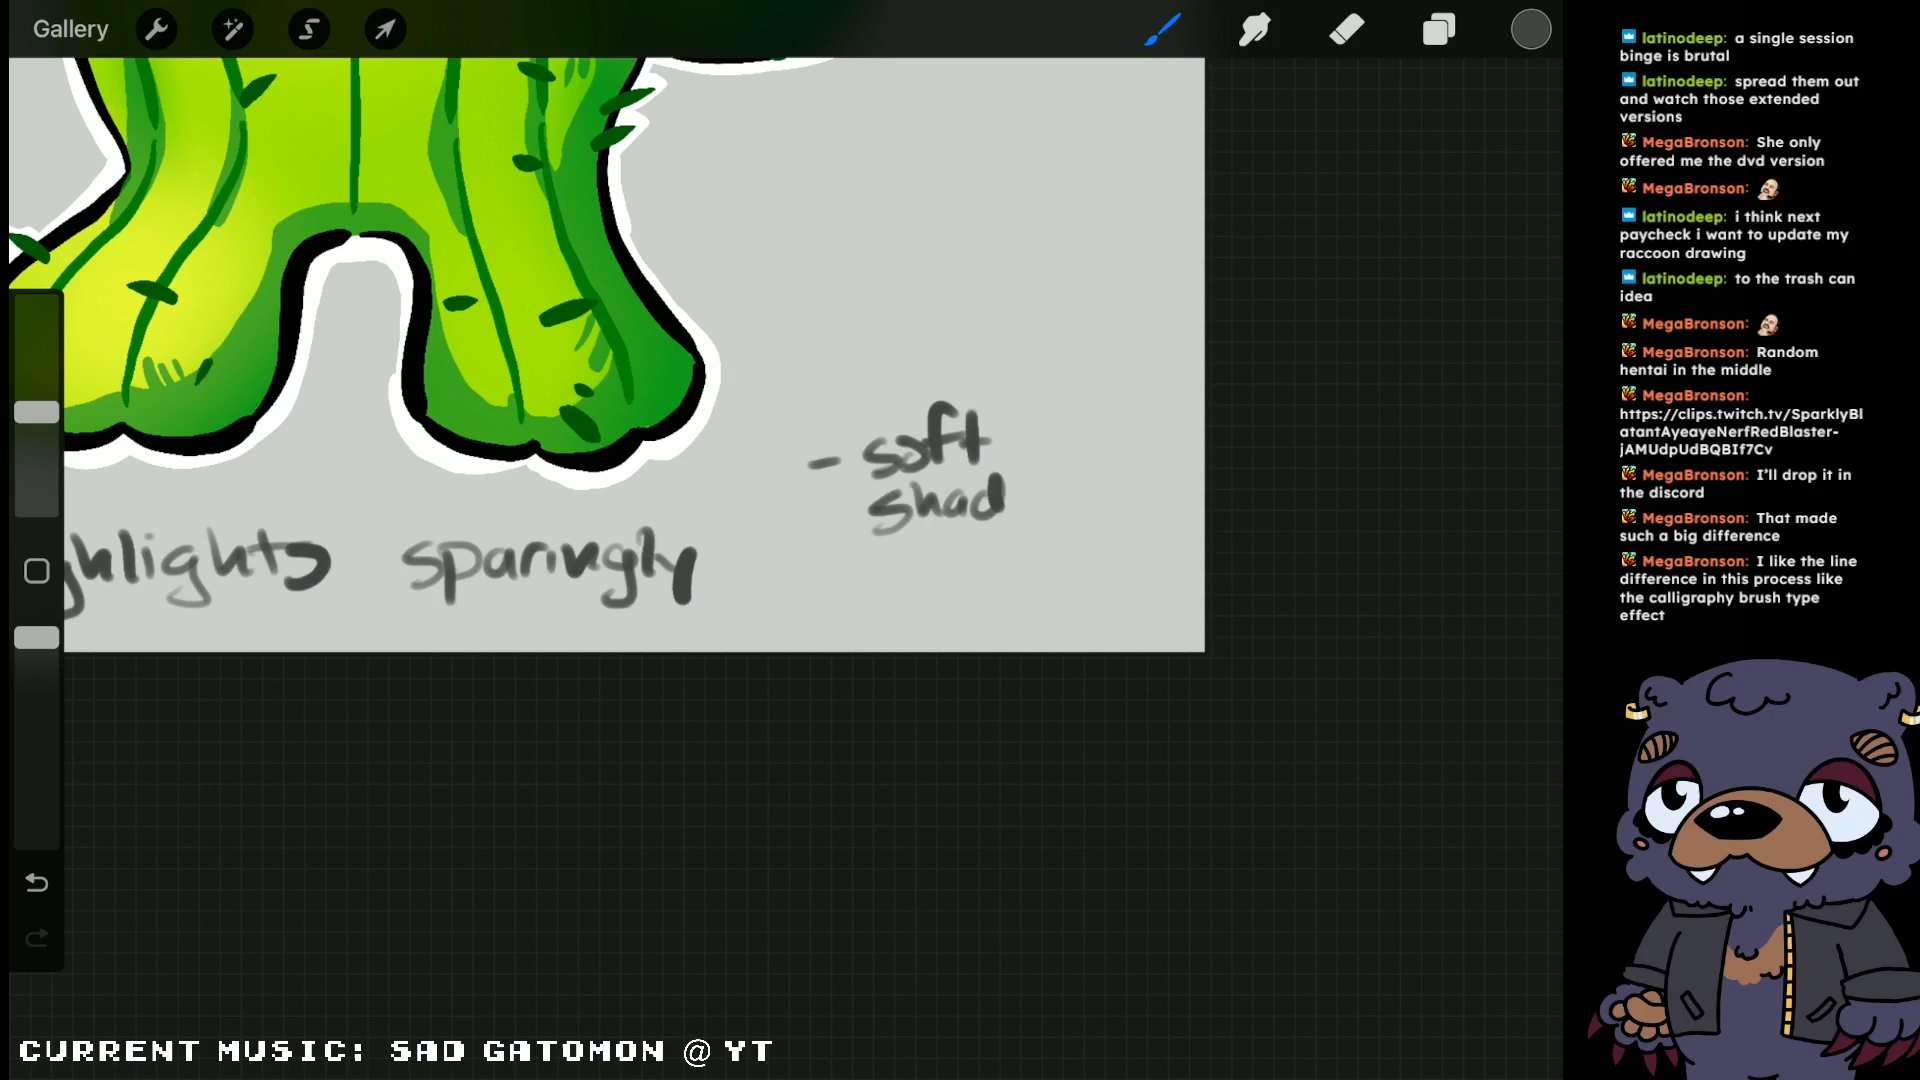 Gallery
- soft
shad
ghlights sparingly
CURRENT MUSIC: SAD GATOMON @ YT
latinodeep: a single session
binge is brutal
latinodeep: spread them out
and watch those extended
versions
MegaBronson: She only
offered me the dvd version
MegaBronson:
latinodeep: i think next
paycheck i want to update my
raccoon drawing
latinodeep: to the trash can
idea
MegaBronson:
MegaBronson: Random
hentai in the middle
MegaBronson:
https://clips.twitch.tv/SparklyBl
atantAyeayeNerfRedBlaster-
jAMUdpUdBQBIf7Cv
MegaBronson: I'll drop it in
the discord
MegaBronson: That made
such a big difference
MegaBronson: I like the line
difference in this process like
the calligraphy brush type
effect